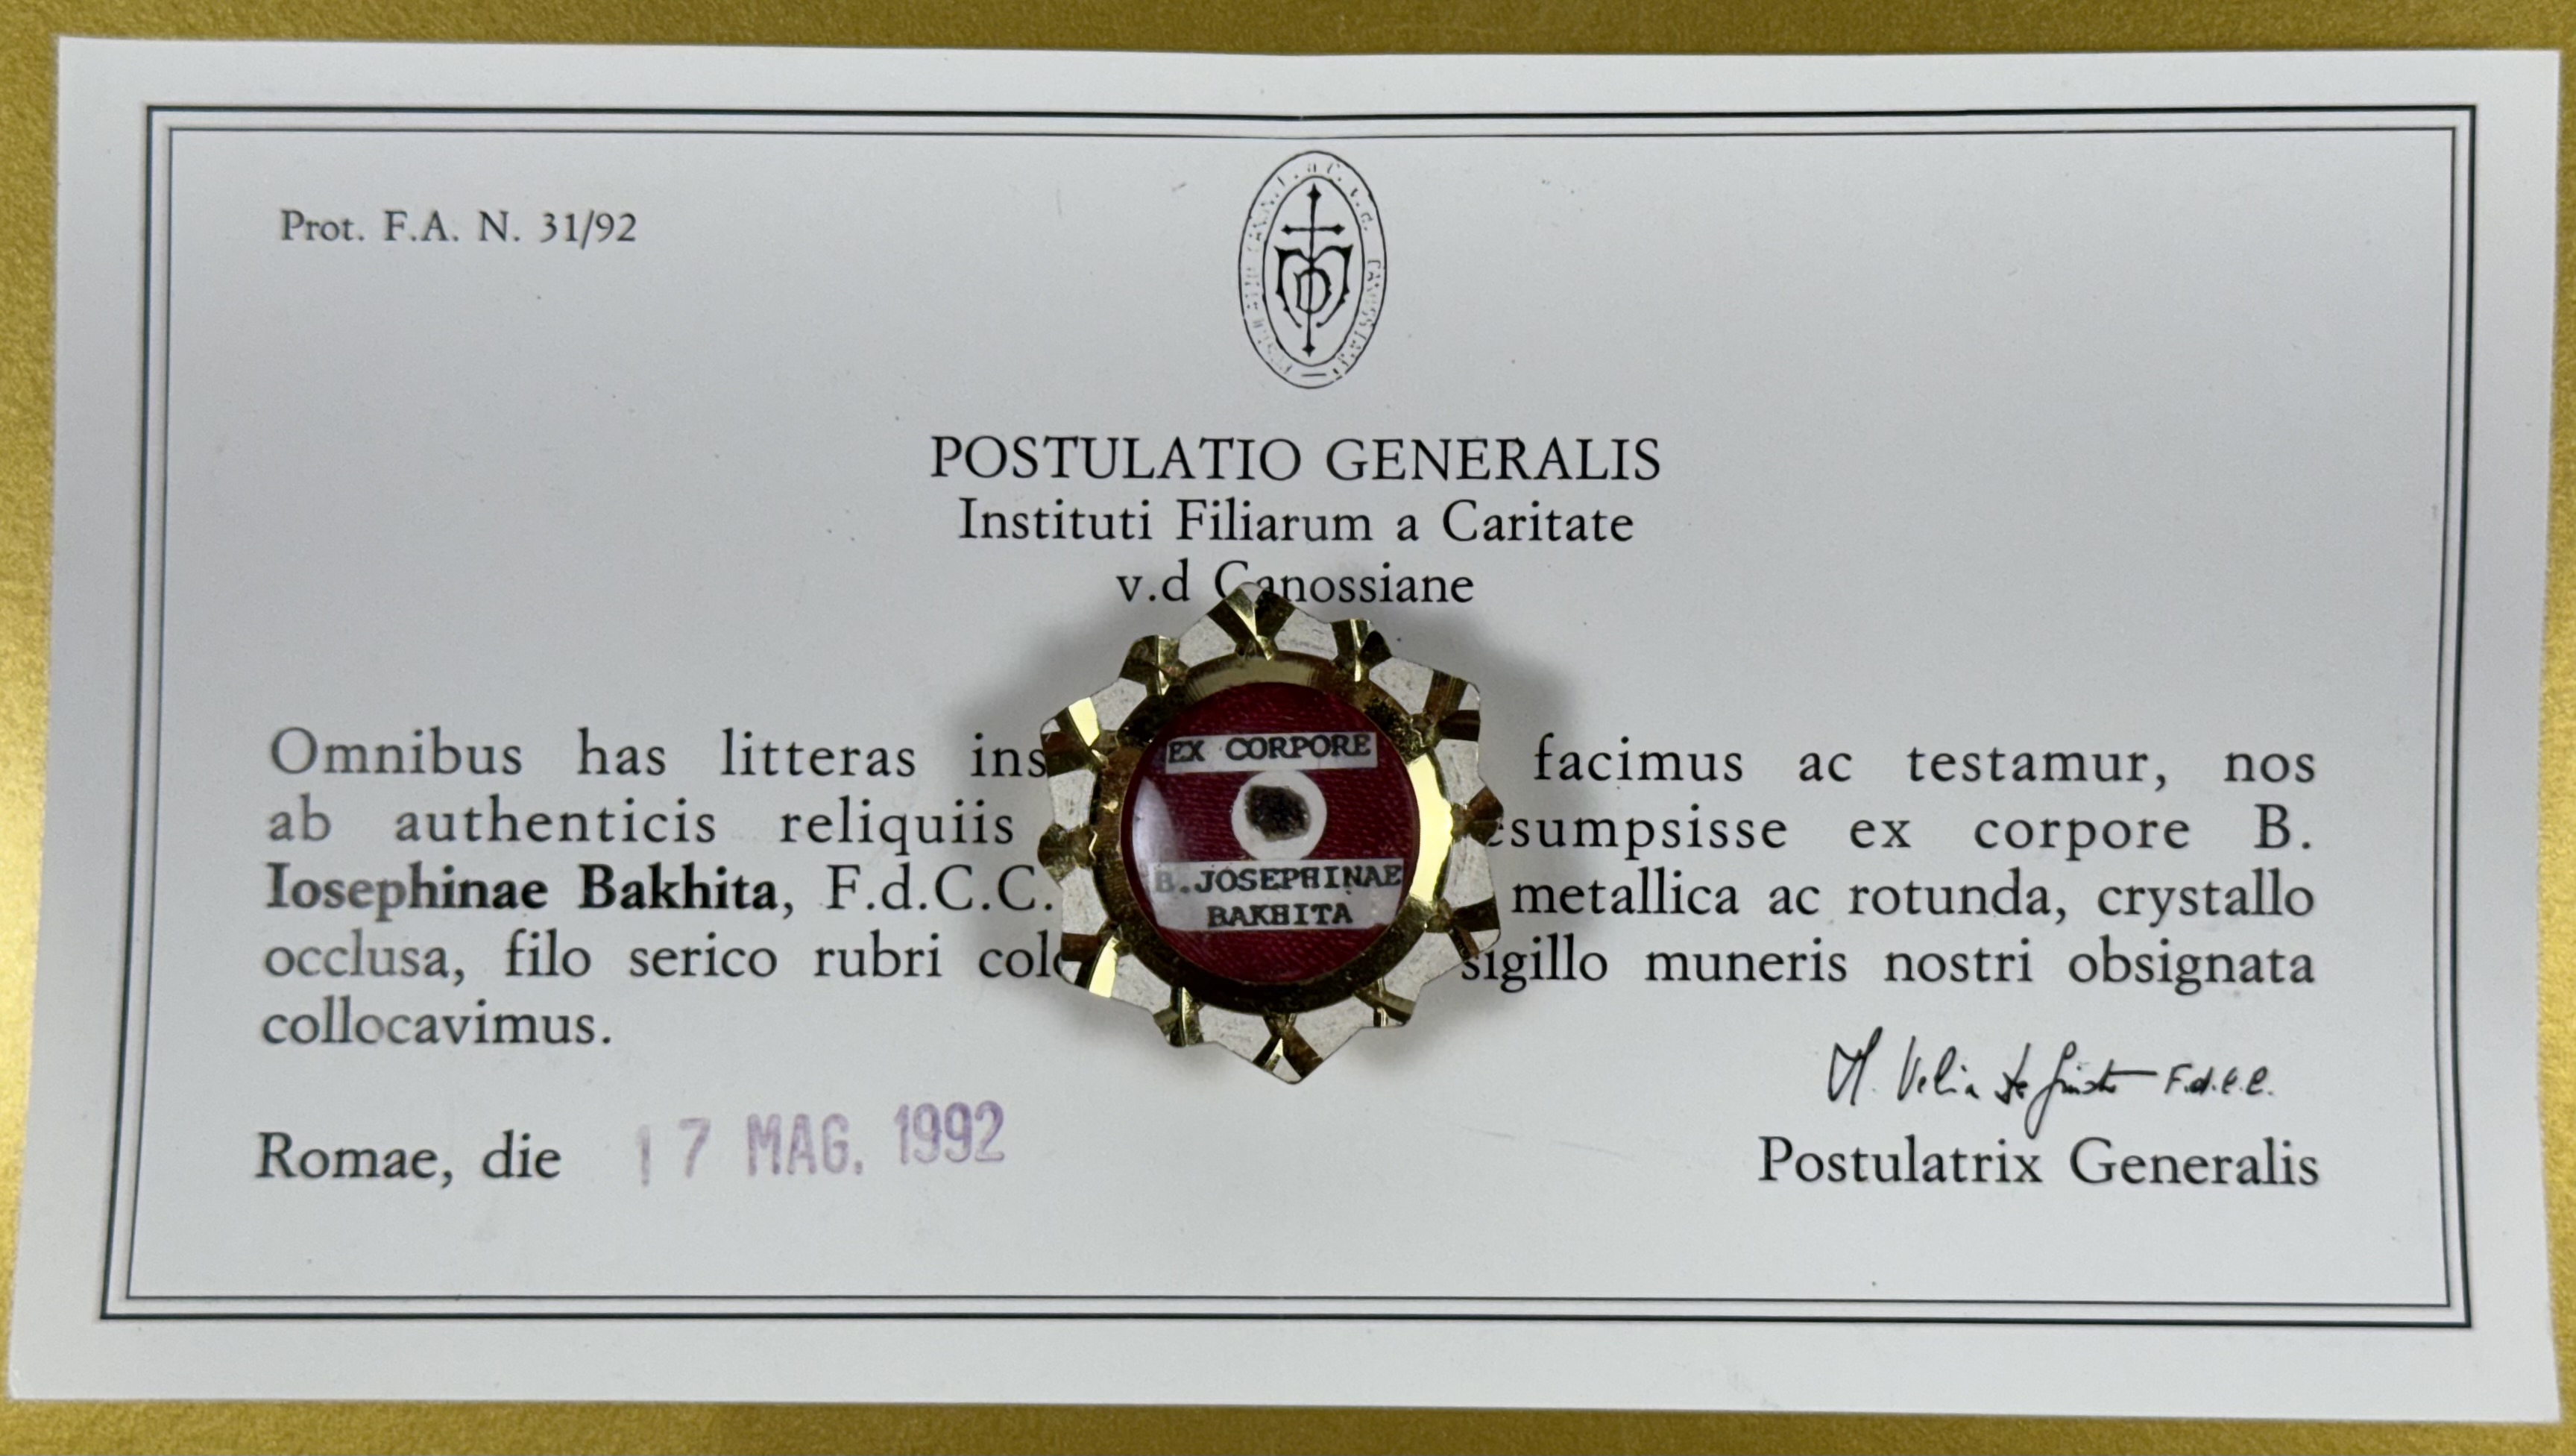 Prot. F.A. N. 31/92
POSTULATIO GENERALIS
Instituti Filiarum a Caritate
v.d Canossiane
Omnibus has litteras ins facimus ac testamur, nos
ab authenticis reliquiis sumpsisse ex corpore B.
Iosephinae Bakhita, F.d.C.C. metallica ac rotunda, crystallo
occlusa, filo serico rubri colo sigillo muneris nostri obsignata
collocavimus.
EX CORPORE
B. JOSEPHINAE
BAKHITA
Romae, die 17 MAG. 1992
F.d.C.C.
Postulatrix Generalis